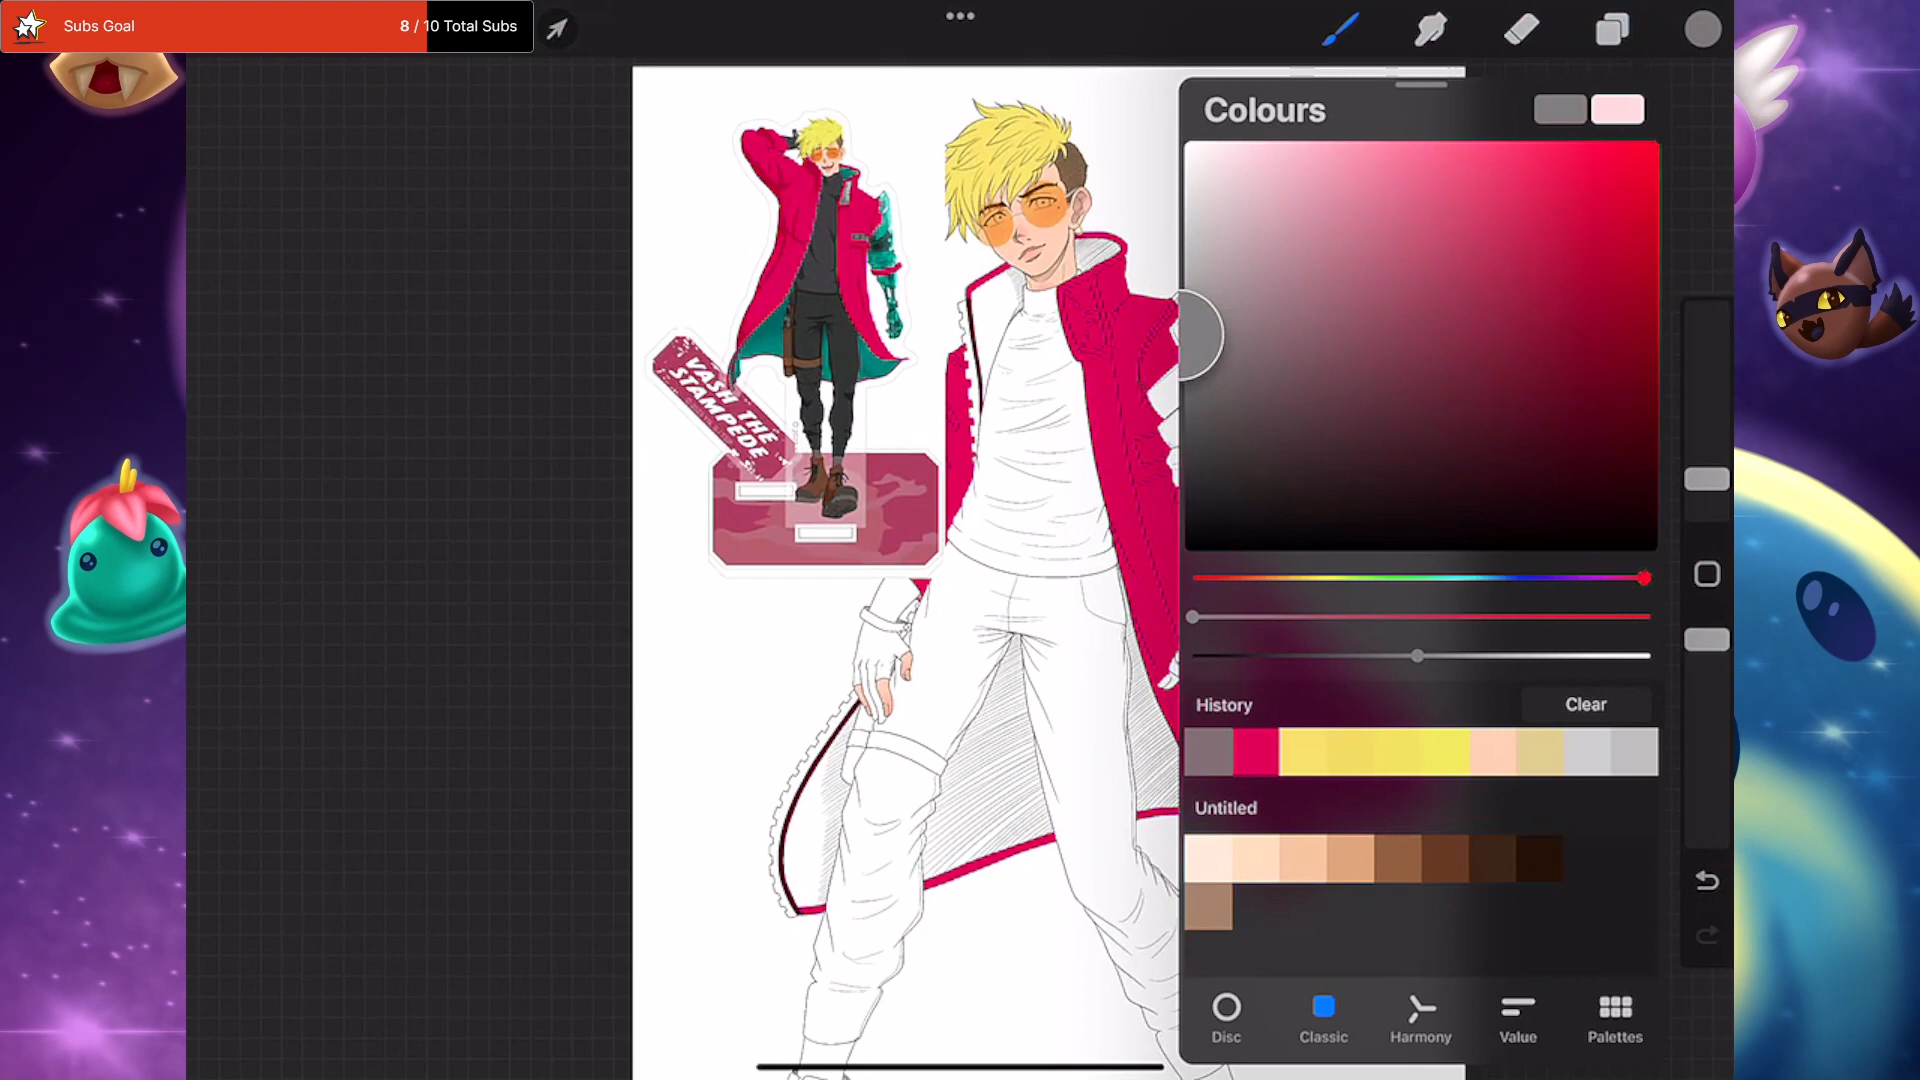 Subs Goal
8 / 10 Total Subs
Colours
VASH THE
STAMPEDE
History
Clear
Untitled
Disc
Classic
Harmony
Value
Palettes